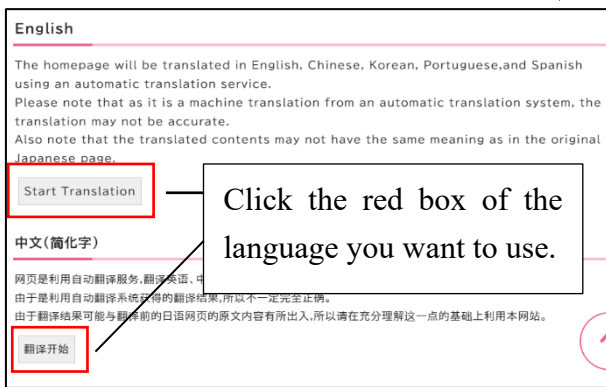 English
The homepage will be translated in English, Chinese, Korean, Portuguese,and Spanish
using an automatic translation service.
Please note that as it is a machine translation from an automatic translation system, the
translation may not be accurate.
Also note that the translated contents may not have the same meaning as in the original
Japanese page.
Start Translation
Click the red box of the
language you want to use.
中文(简化字)
网页是利用自动翻译服务,翻译英语、
由于是利用自动翻译系统获得的翻译结果,所以不一定完全正确。
由于翻译结果可能与翻译前的日语网页的原文内容有所出入,所以请在充分理解这一点的基础上利用本网站。
翻译开始